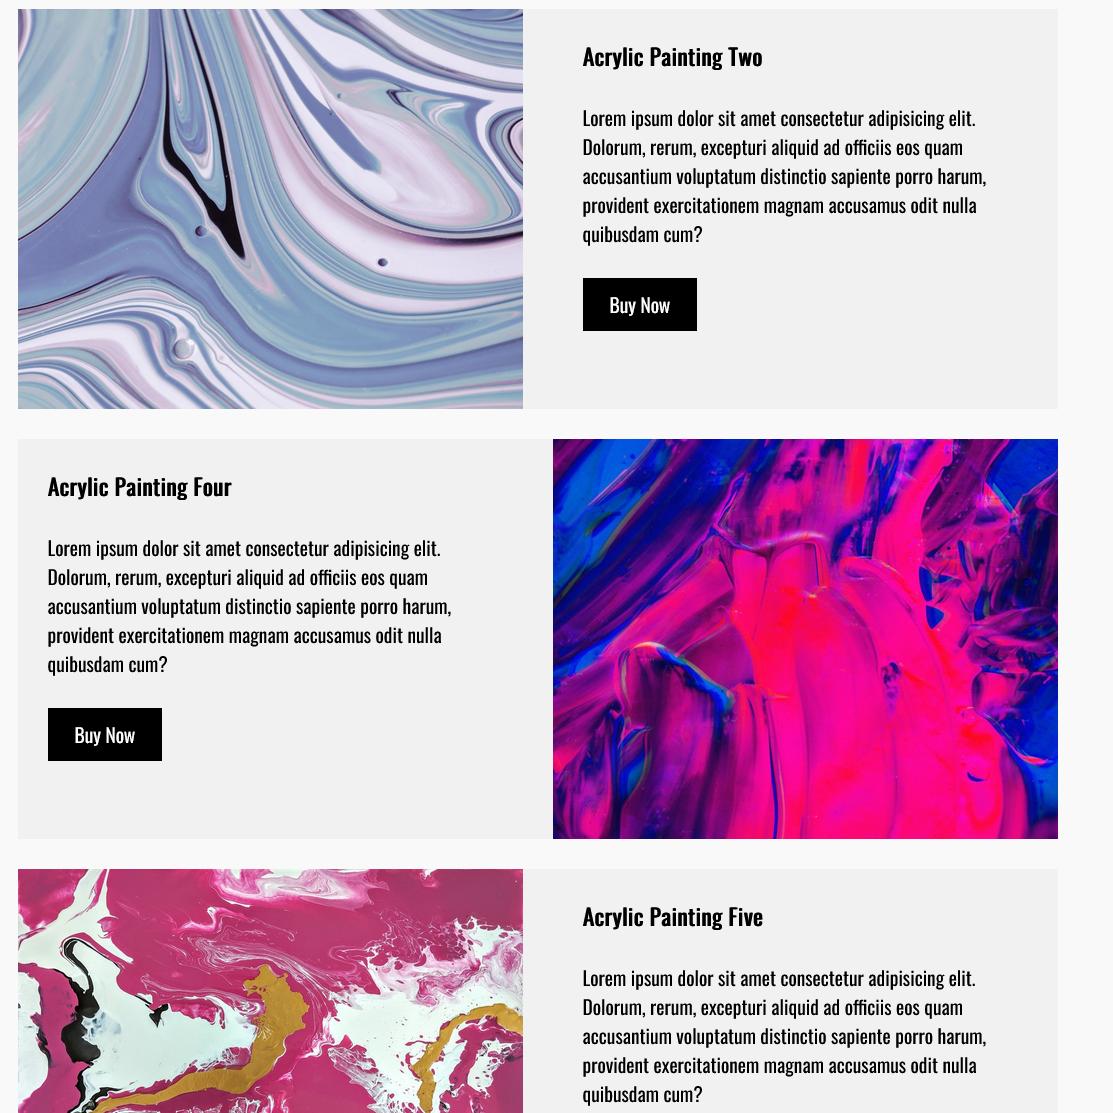 Acrylic Painting Two
Lorem ipsum dolor sit amet consectetur adipisicing elit.
Dolorum, rerum, excepturi aliquid ad officiis eos quam
accusantium voluptatum distinctio sapiente porro harum,
provident exercitationem magnam accusamus odit nulla
quibusdam cum?
Buy Now
Acrylic Painting Four
Lorem ipsum dolor sit amet consectetur adipisicing elit.
Dolorum, rerum, excepturi aliquid ad officiis eos quam
accusantium voluptatum distinctio sapiente porro harum,
provident exercitationem magnam accusamus odit nulla
quibusdam cum?
Buy Now
Acrylic Painting Five
Lorem ipsum dolor sit amet consectetur adipisicing elit.
Dolorum, rerum, excepturi aliquid ad officiis eos quam
accusantium voluptatum distinctio sapiente porro harum,
provident exercitationem magnam accusamus odit nulla
quibusdam cum?